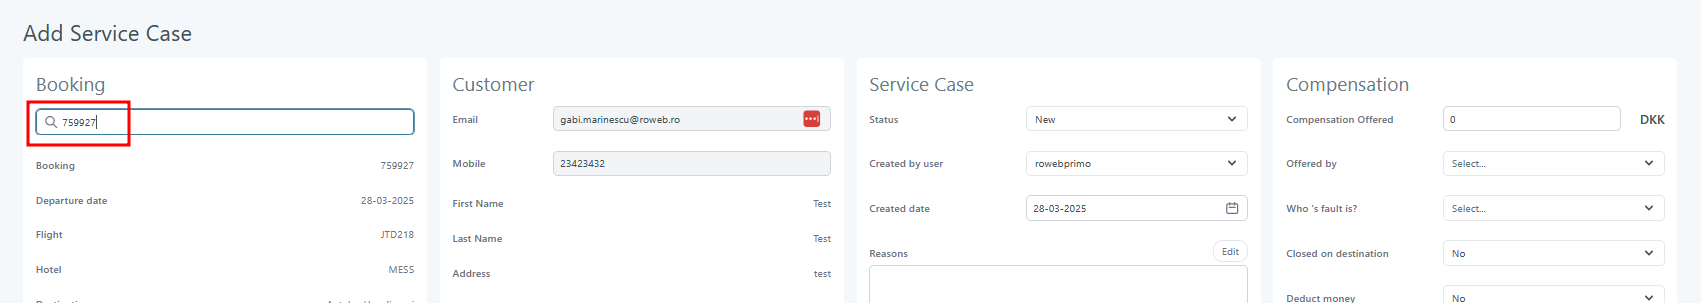 Add Service Case
Booking
759927
Booking 759927
Departure date 28-03-2025
Flight JTD218
Hotel MESS
Customer
Email gabi.marinescu@roweb.ro
Mobile 23423432
First Name Test
Last Name Test
Address test
Service Case
Status New
Created by user rowebprimo
Created date 28-03-2025
Reasons Edit
Compensation
Compensation Offered 0 DKK
Offered by Select...
Who 's fault is? Select...
Closed on destination No
Deduct money No